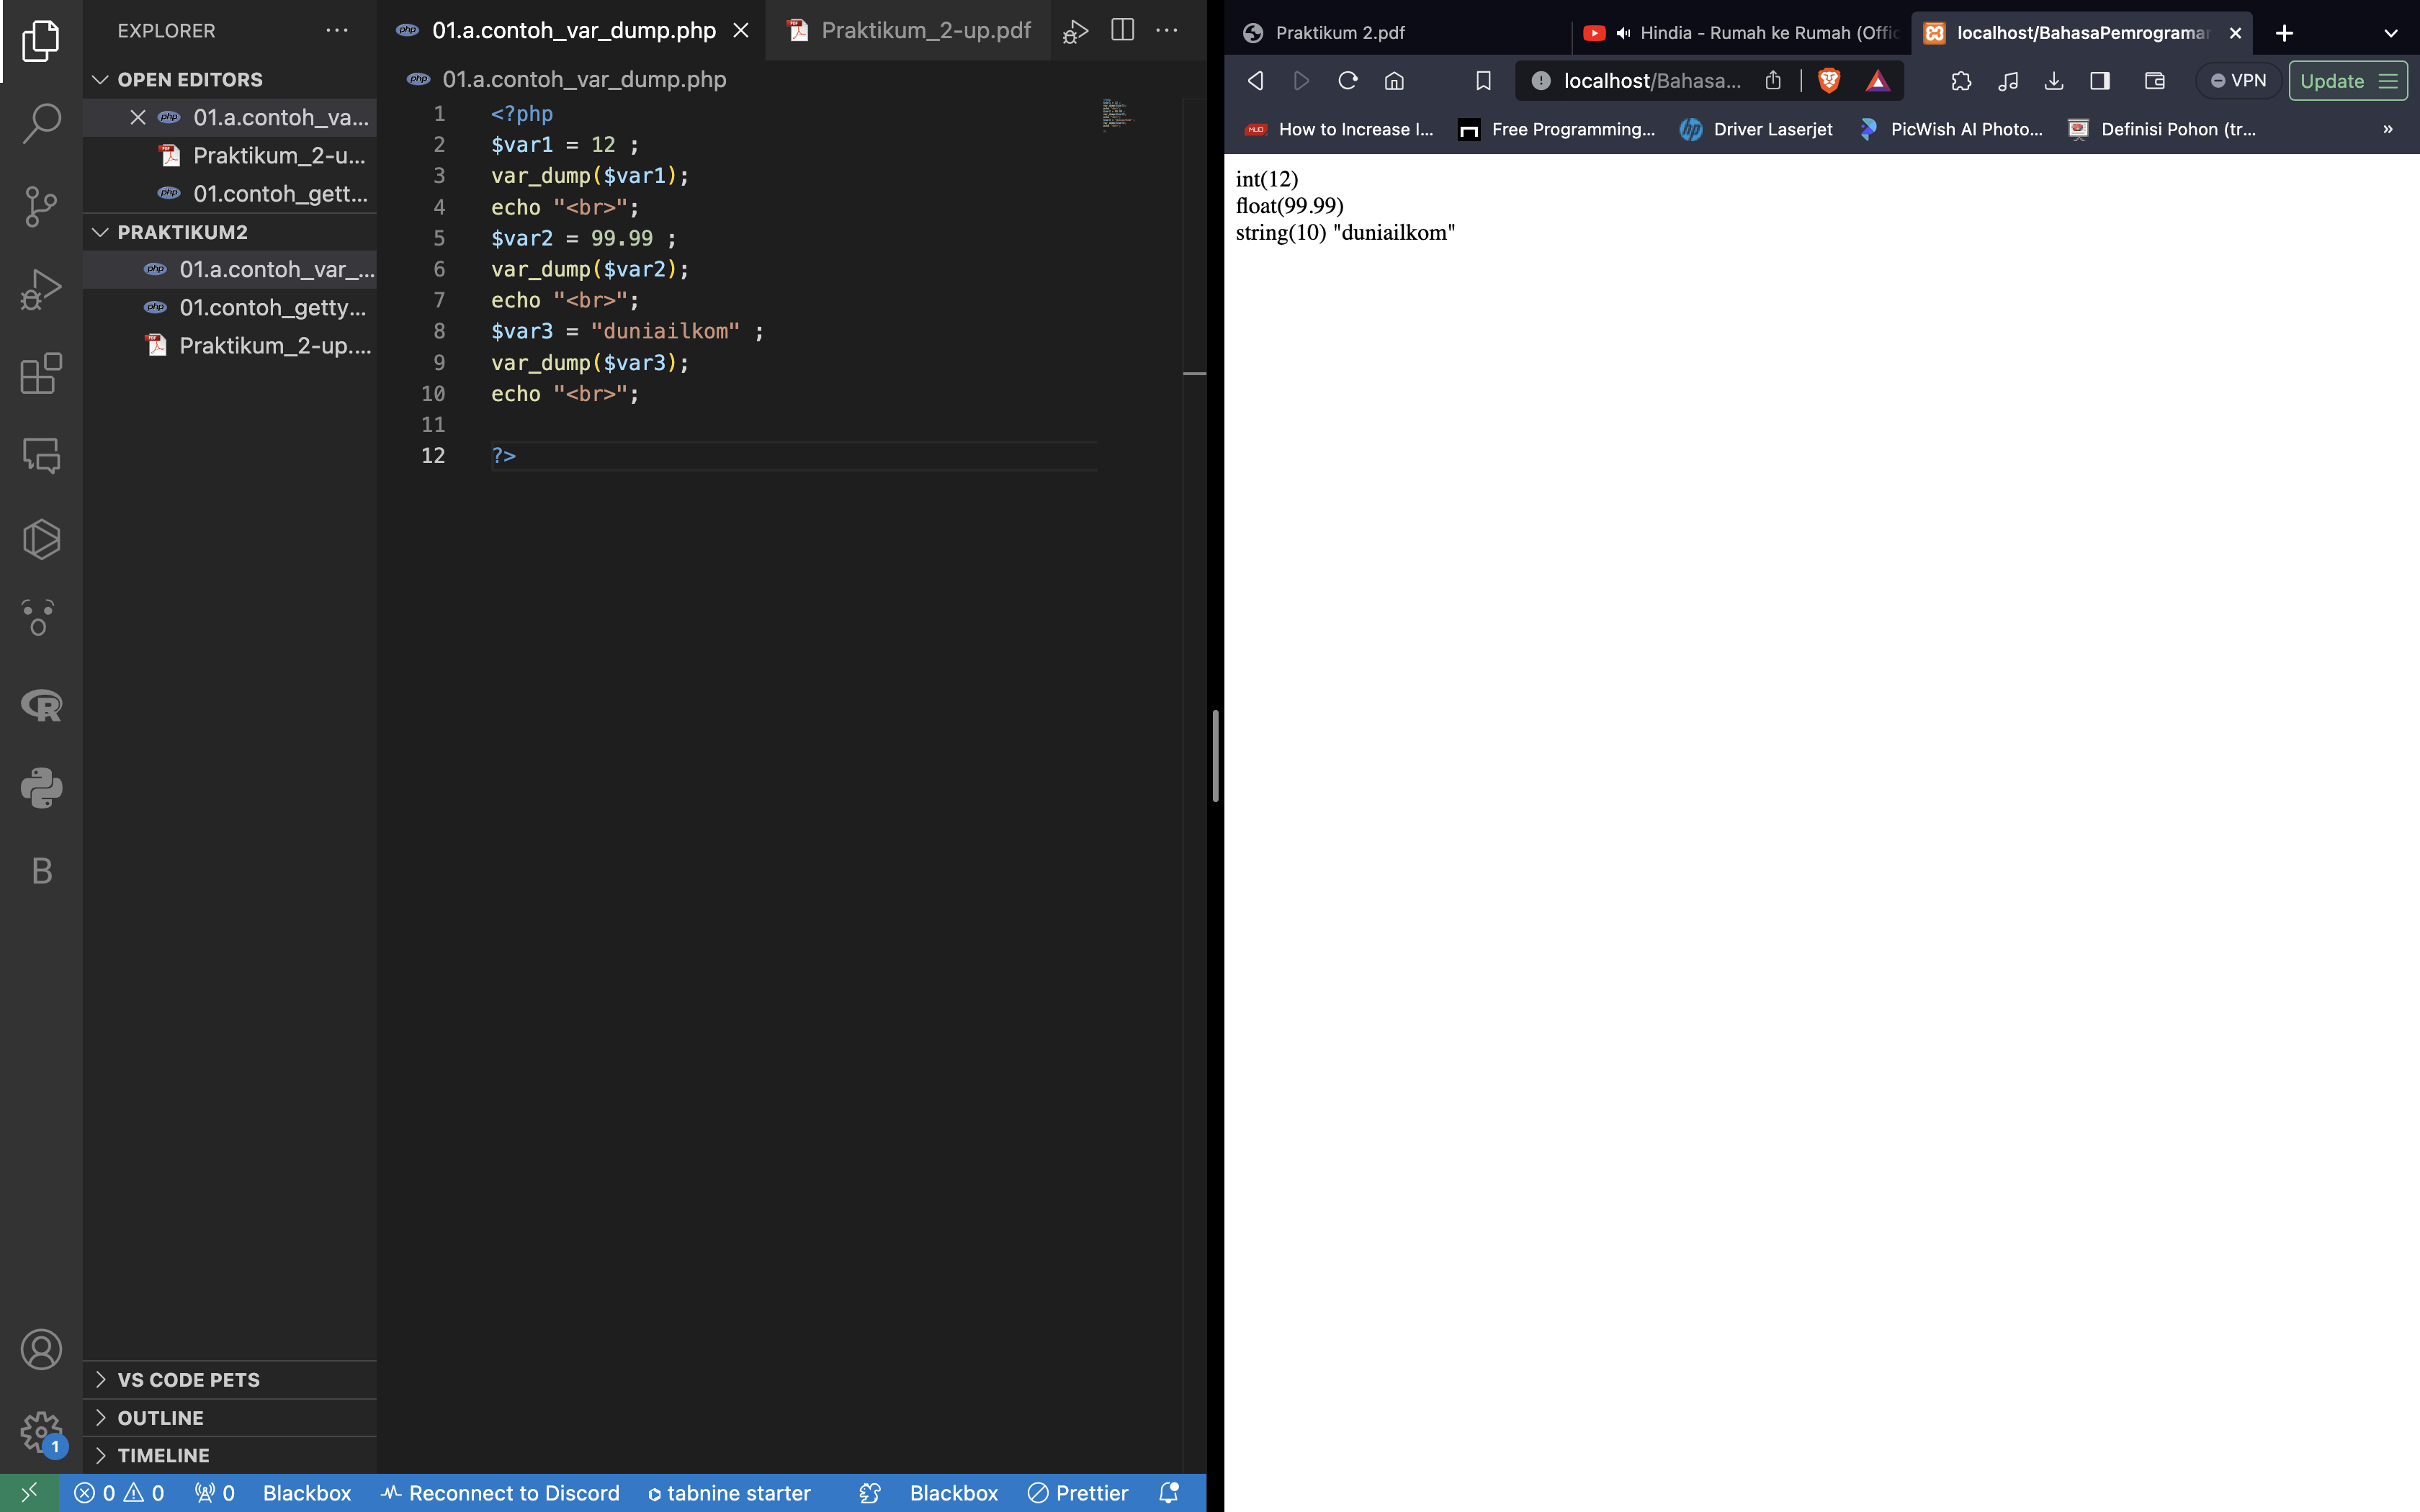 EXPLORER
OPEN EDITORS
01.a.contoh_va...
Praktikum_2-u...
01.contoh_gett...
PRAKTIKUM2
01.a.contoh_var_...
01.contoh_getty...
Praktikum_2-up....
VS CODE PETS
OUTLINE
TIMELINE
B
1
01.a.contoh_var_dump.php
Praktikum_2-up.pdf
01.a.contoh_var_dump.php
1 <?php
2 $var1 = 12 ;
3 var_dump($var1);
4 echo "<br>";
5 $var2 = 99.99 ;
6 var_dump($var2);
7 echo "<br>";
8 $var3 = "duniailkom" ;
9 var_dump($var3);
10 echo "<br>";
11
12 ?>
0 0 0 Blackbox Reconnect to Discord tabnine starter Blackbox Prettier
Praktikum 2.pdf
Hindia - Rumah ke Rumah (Offic
localhost/BahasaPemrograman
localhost/Bahasa...
VPN
Update
How to Increase I...
Free Programming...
Driver Laserjet
PicWish AI Photo...
Definisi Pohon (tr...
»
int(12)
float(99.99)
string(10) "duniailkom"